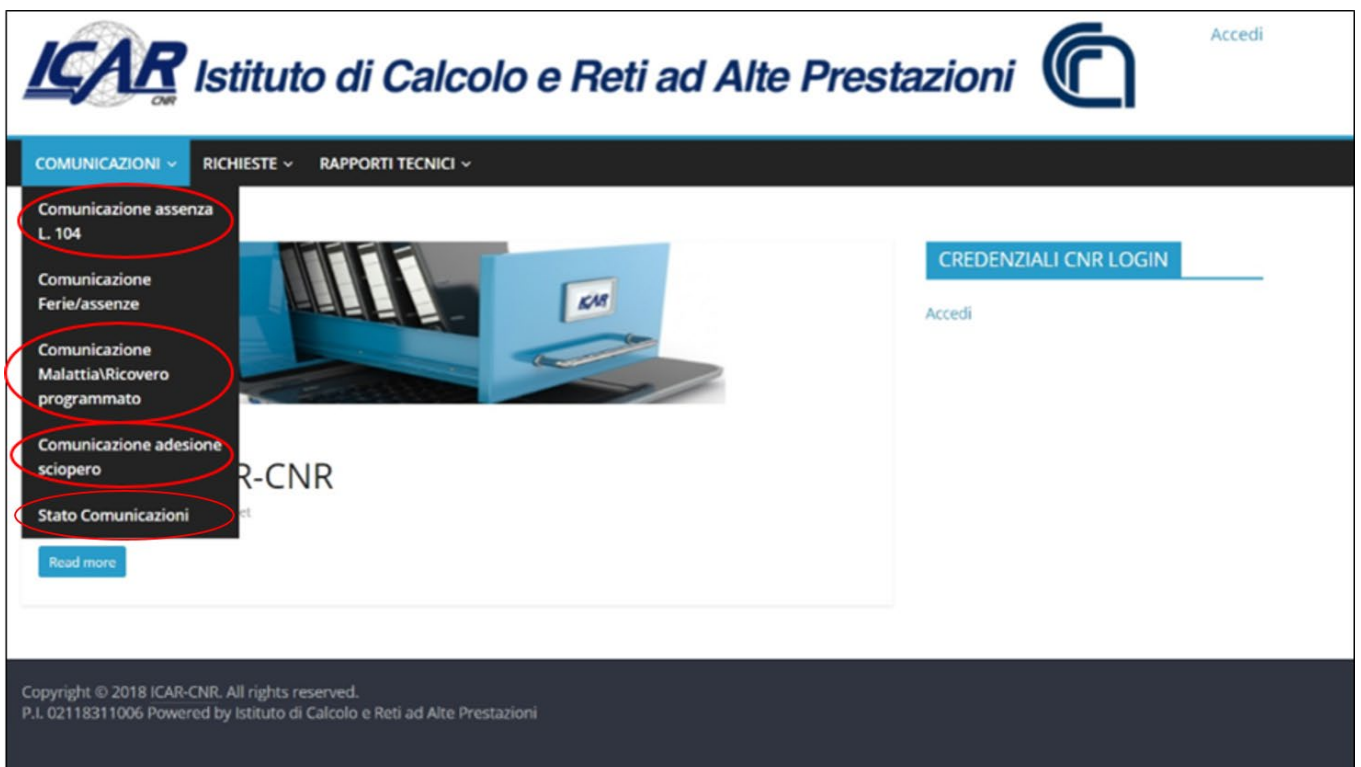 ICAR
CNR
Istituto di Calcolo e Reti ad Alte Prestazioni
Accedi
COMUNICAZIONI
RICHIESTE
RAPPORTI TECNICI
Comunicazione assenza
L. 104
Comunicazione
Ferie/assenze
Comunicazione
Malattia\Ricovero
programmato
Comunicazione adesione
sciopero
Stato Comunicazioni
ICAR
R-CNR
et
Read more
CREDENZIALI CNR LOGIN
Accedi
Copyright © 2018 ICAR-CNR. All rights reserved.
P.I. 02118311006 Powered by Istituto di Calcolo e Reti ad Alte Prestazioni